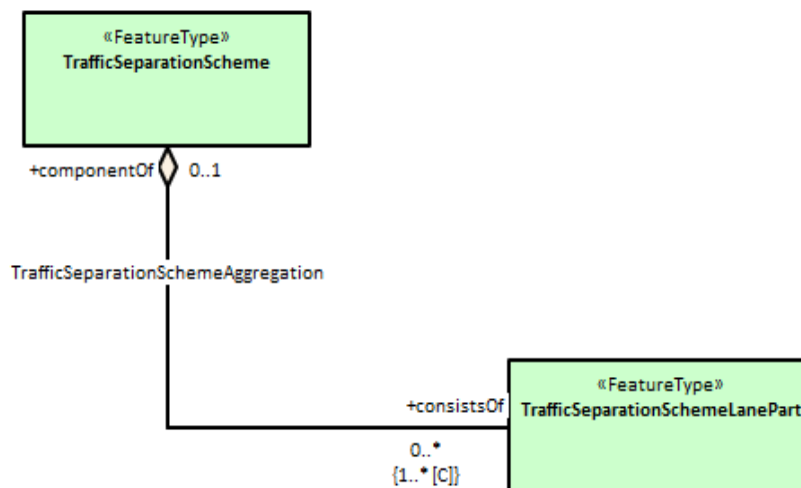 «FeatureType»
TrafficSeparationScheme
+componentOf 0..1
TrafficSeparationSchemeAggregation
«FeatureType»
TrafficSeparationSchemeLanePart
+consistsOf
0..*
{1..* [C]}